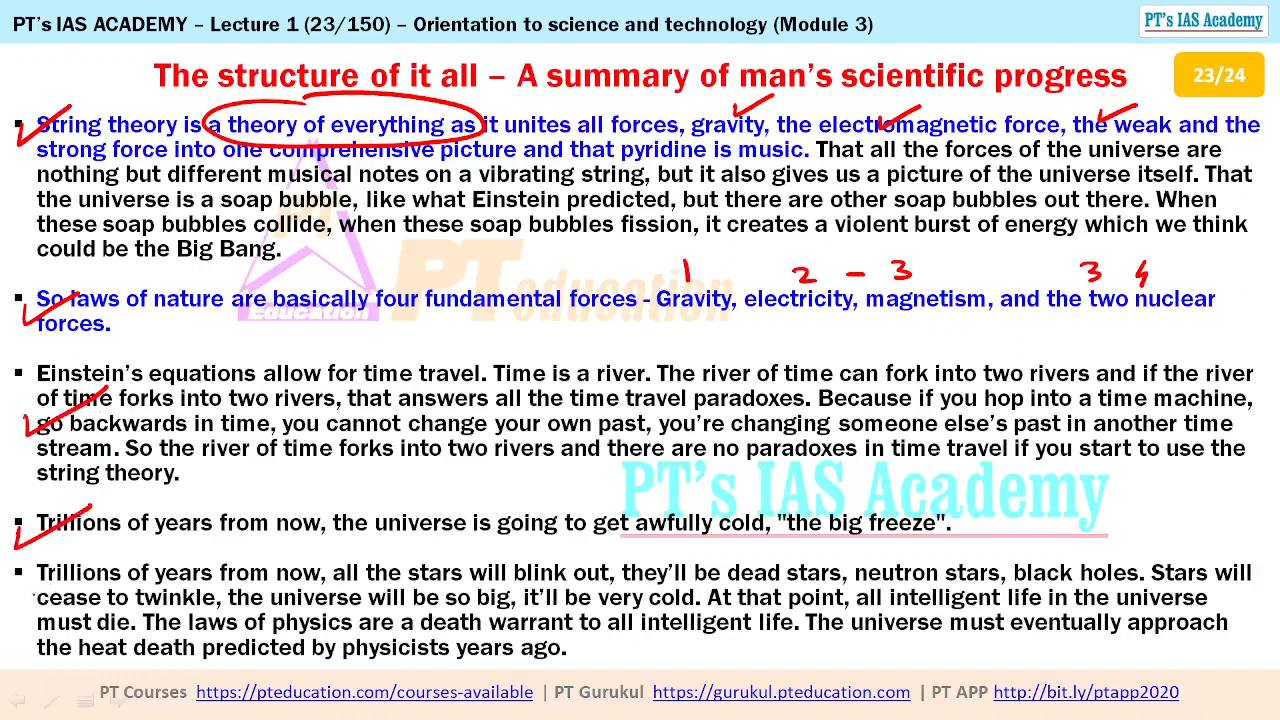 PT's IAS ACADEMY – Lecture 1 (23/150) – Orientation to science and technology (Module 3)
PT's IAS Academy
The structure of it all – A summary of man's scientific progress
23/24
▪ String theory is a theory of everything as it unites all forces, gravity, the electromagnetic force, the weak and the
strong force into one comprehensive picture and that pyridine is music. That all the forces of the universe are
nothing but different musical notes on a vibrating string, but it also gives us a picture of the universe itself. That
the universe is a soap bubble, like what Einstein predicted, but there are other soap bubbles out there. When
these soap bubbles collide, when these soap bubbles fission, it creates a violent burst of energy which we think
could be the Big Bang.
1 2 – 3 3 4
▪ So laws of nature are basically four fundamental forces - Gravity, electricity, magnetism, and the two nuclear
forces.
PT education
Education
▪ Einstein's equations allow for time travel. Time is a river. The river of time can fork into two rivers and if the river
of time forks into two rivers, that answers all the time travel paradoxes. Because if you hop into a time machine,
go backwards in time, you cannot change your own past, you're changing someone else's past in another time
stream. So the river of time forks into two rivers and there are no paradoxes in time travel if you start to use the
string theory.
PT's IAS Academy
▪ Trillions of years from now, the universe is going to get awfully cold, "the big freeze".
▪ Trillions of years from now, all the stars will blink out, they'll be dead stars, neutron stars, black holes. Stars will
cease to twinkle, the universe will be so big, it'll be very cold. At that point, all intelligent life in the universe
must die. The laws of physics are a death warrant to all intelligent life. The universe must eventually approach
the heat death predicted by physicists years ago.
PT Courses https://pteducation.com/courses-available | PT Gurukul https://gurukul.pteducation.com | PT APP http://bit.ly/ptapp2020